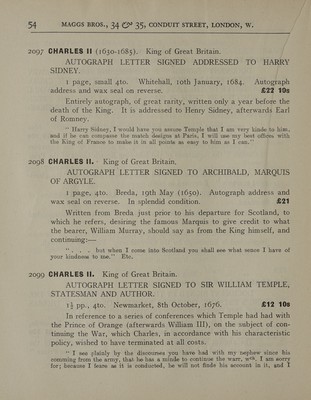 54 MAGGS BROS., 34 & 35, CONDUIT STREET, LONDON, W.
2097 CHARLES II (1630-1685). King of Great Britain.
AUTOGRAPH LETTER SIGNED ADDRESSED TO HARRY
SIDNEY.
1 page, small 4to. Whitehall, 10th January, 1684. Autograph
address and wax seal on reverse. £22 10s
Entirely autograph, of great rarity, written only a year before the
death of the King. It is addressed to Henry Sidney, afterwards Earl
of Romney.
" Harry Sidney, I would have you assure Temple that I am very kinde to him,
and if he can compasse the match designs at Paris, I will use my best offices with
the King of France to make it in all points as easy to him as I can."
2098 CHARLES II. King of Great Britain.
AUTOGRAPH LETTER SIGNED TO ARCHIBALD, MARQUIS
OF ARGYLE.
1 page, 4to. Breda, 19th May (1650). Autograph address and
wax seal on reverse. In splendid condition. £21
Written from Breda just prior to his departure for Scotland, to
which he refers, desiring the famous Marquis to give credit to what
the bearer, William Murray, should say as from the King himself, and
continuing:—
" . . . but when I come into Scotland you shall see what sence I have of
your kindness to me." Etc.
2099 CHARLES II. King of Great Britain.
AUTOGRAPH LETTER SIGNED TO SIR WILLIAM TEMPLE,
STATESMAN AND AUTHOR.
1½ pp., 4to. Newmarket, 8th October, 1676. £12 10s
In reference to a series of conferences which Temple had had with
the Prince of Orange (afterwards William III), on the subject of con-
tinuing the War, which Charles, in accordance with his characteristic
policy, wished to have terminated at all costs.
" I see plainly by the discourses you have had with my nephew since his
comming from the army, that he has a minde to continue the warr, wch. I am sorry
for; because I feare as it is conducted, he will not finde his account in it, and I